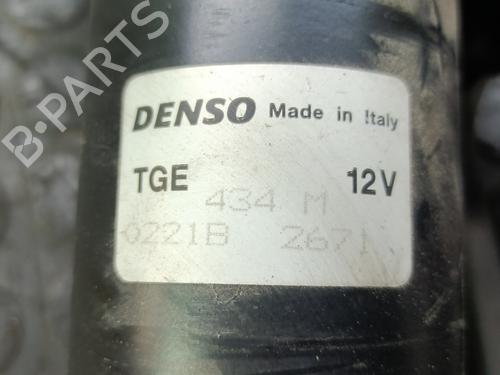 B-PARTS
DENSO Made in Italy
TGE 12V
434 M
0221B 2671